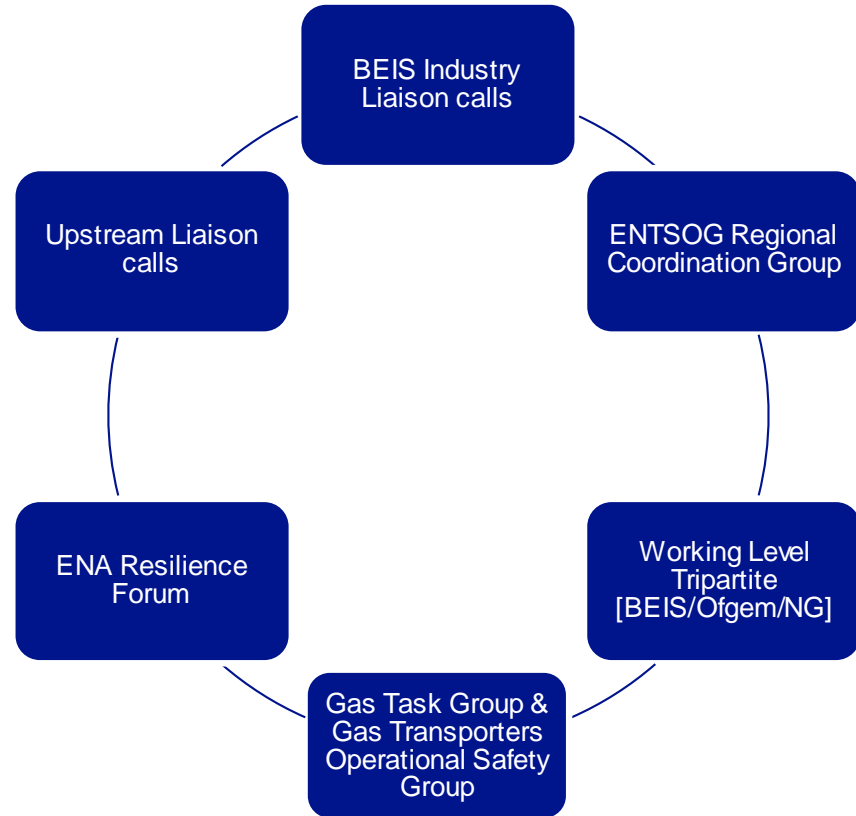 BEIS Industry
Liaison calls
Upstream Liaison
calls
ENTSOG Regional
Coordination Group
ENA Resilience
Forum
Working Level
Tripartite
[BEIS/Ofgem/NG]
Gas Task Group &
Gas Transporters
Operational Safety
Group